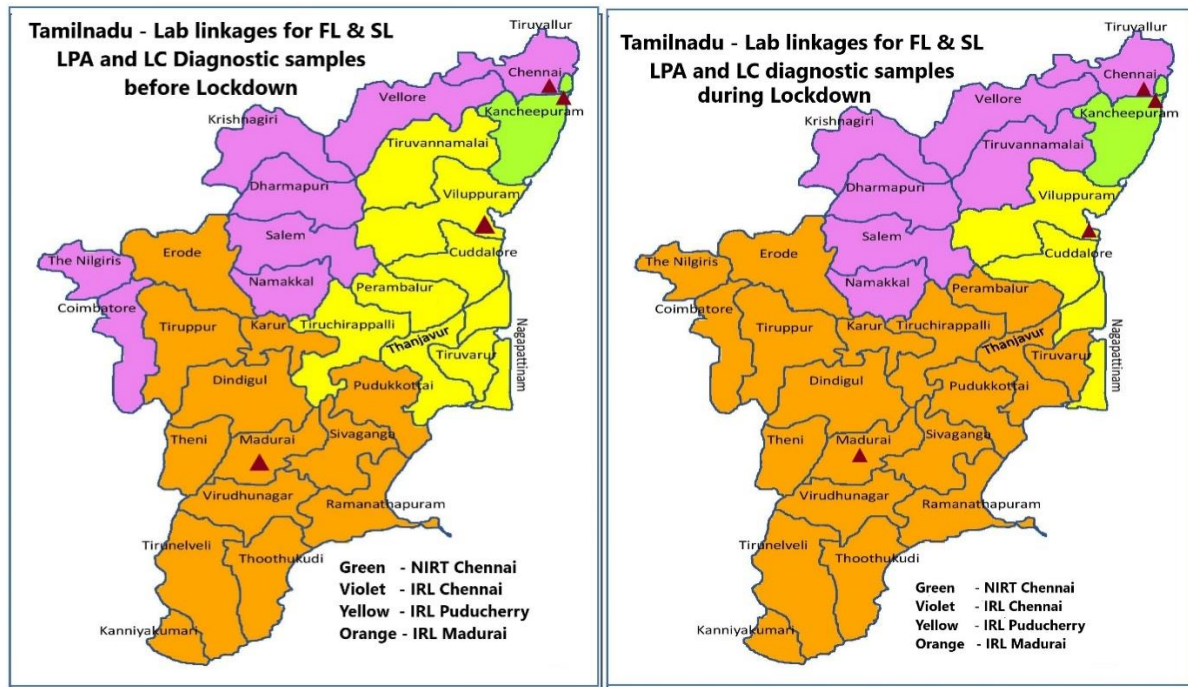 Tamilnadu - Lab linkages for FL & SL
LPA and LC Diagnostic samples
before Lockdown
Tiruvallur
Chennai
Vellore
Kancheepuram
Krishnagiri
Tiruvannamalai
Dharmapuri
Viluppuram
Salem
The Nilgiris
Erode
Cuddalore
Namakkal
Perambalur
Coimbatore
Tiruppur
Karur
Tiruchirappalli
Nagapattinam
Thanjavur
Tiruvarur
Dindigul
Pudukkottai
Theni
Madurai
Sivagangu
Virudhunagar
Ramanathapuram
Tirunelveli
Thoothukudi
Kanniyakumari
Green - NIRT Chennai
Violet - IRL Chennai
Yellow - IRL Puducherry
Orange - IRL Madurai
Tamilnadu - Lab linkages for FL & SL
LPA and LC diagnostic samples
during Lockdown
Tiruvallur
Chennai
Vellore
Kancheepuram
Krishnagiri
Tiruvannamalai
Dharmapuri
Viluppuram
Salem
The Nilgiris
Erode
Cuddalore
Namakkal
Perambalur
Coimbatore
Tiruppur
Karur
Tiruchirappalli
Nagapattinam
Thanjavur
Tiruvarur
Dindigul
Pudukkottai
Theni
Madurai
Sivagangu
Virudhunagar
Ramanathapuram
Tirunelveli
Thoothukudi
Kanniyakumari
Green - NIRT Chennai
Violet - IRL Chennai
Yellow - IRL Puducherry
Orange - IRL Madurai